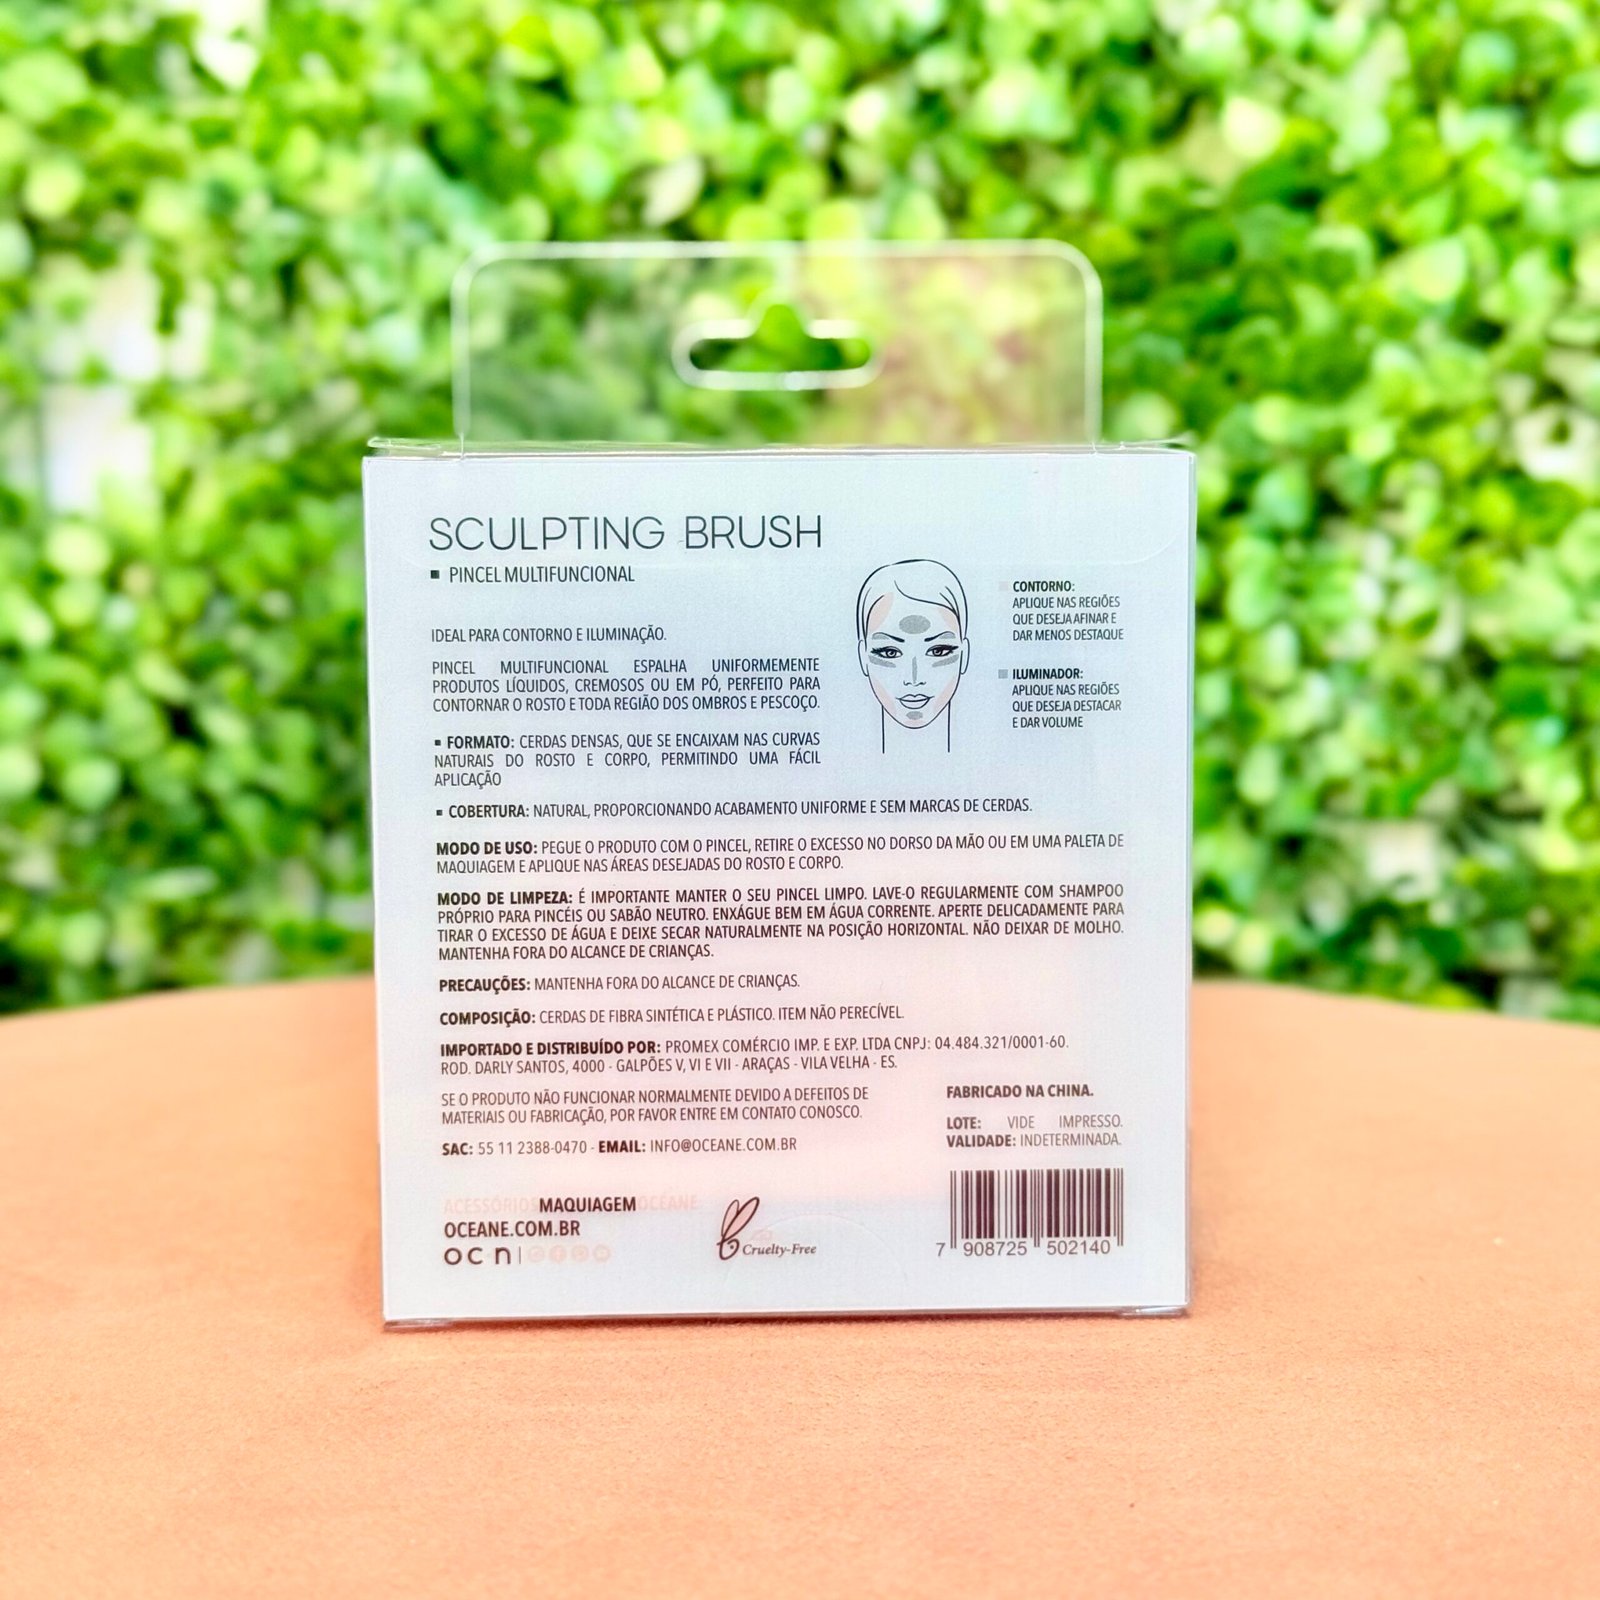 SCULPTING BRUSH
▪ PINCEL MULTIFUNCIONAL
IDEAL PARA CONTORNO E ILUMINAÇÃO.
PINCEL MULTIFUNCIONAL ESPALHA UNIFORMEMENTE
PRODUTOS LÍQUIDOS, CREMOSOS OU EM PÓ, PERFEITO PARA
CONTORNAR O ROSTO E TODA REGIÃO DOS OMBROS E PESCOÇO.
▪ FORMATO: CERDAS DENSAS, QUE SE ENCAIXAM NAS CURVAS
NATURAIS DO ROSTO E CORPO, PERMITINDO UMA FÁCIL
APLICAÇÃO
CONTORNO:
APLIQUE NAS REGIÕES
QUE DESEJA AFINAR E
DAR MENOS DESTAQUE
ILUMINADOR:
APLIQUE NAS REGIÕES
QUE DESEJA DESTACAR
E DAR VOLUME
▪ COBERTURA: NATURAL, PROPORCIONANDO ACABAMENTO UNIFORME E SEM MARCAS DE CERDAS.
MODO DE USO: PEGUE O PRODUTO COM O PINCEL, RETIRE O EXCESSO NO DORSO DA MÃO OU EM UMA PALETA DE
MAQUIAGEM E APLIQUE NAS ÁREAS DESEJADAS DO ROSTO E CORPO.
MODO DE LIMPEZA: É IMPORTANTE MANTER O SEU PINCEL LIMPO. LAVE-O REGULARMENTE COM SHAMPOO
PRÓPRIO PARA PINCÉIS OU SABÃO NEUTRO. ENXÁGUE BEM EM ÁGUA CORRENTE. APERTE DELICADAMENTE PARA
TIRAR O EXCESSO DE ÁGUA E DEIXE SECAR NATURALMENTE NA POSIÇÃO HORIZONTAL. NÃO DEIXAR DE MOLHO.
MANTENHA FORA DO ALCANCE DE CRIANÇAS.
PRECAUÇÕES: MANTENHA FORA DO ALCANCE DE CRIANÇAS.
COMPOSIÇÃO: CERDAS DE FIBRA SINTÉTICA E PLÁSTICO. ITEM NÃO PERECÍVEL.
IMPORTADO E DISTRIBUÍDO POR: PROMEX COMÉRCIO IMP. E EXP. LTDA CNPJ: 04.484.321/0001-60.
ROD. DARLY SANTOS, 4000 - GALPÕES V, VI E VII - ARAÇAS - VILA VELHA - ES.
SE O PRODUTO NÃO FUNCIONAR NORMALMENTE DEVIDO A DEFEITOS DE
MATERIAIS OU FABRICAÇÃO, POR FAVOR ENTRE EM CONTATO CONOSCO.
SAC: 55 11 2388-0470 - EMAIL: INFO@OCEANE.COM.BR
FABRICADO NA CHINA.
LOTE: VIDE IMPRESSO.
VALIDADE: INDETERMINADA.
ACESSÓRIOSMAQUIAGEMOCÉANE
OCEANE.COM.BR
ocn|
Cruelty-Free
7 908725 502140